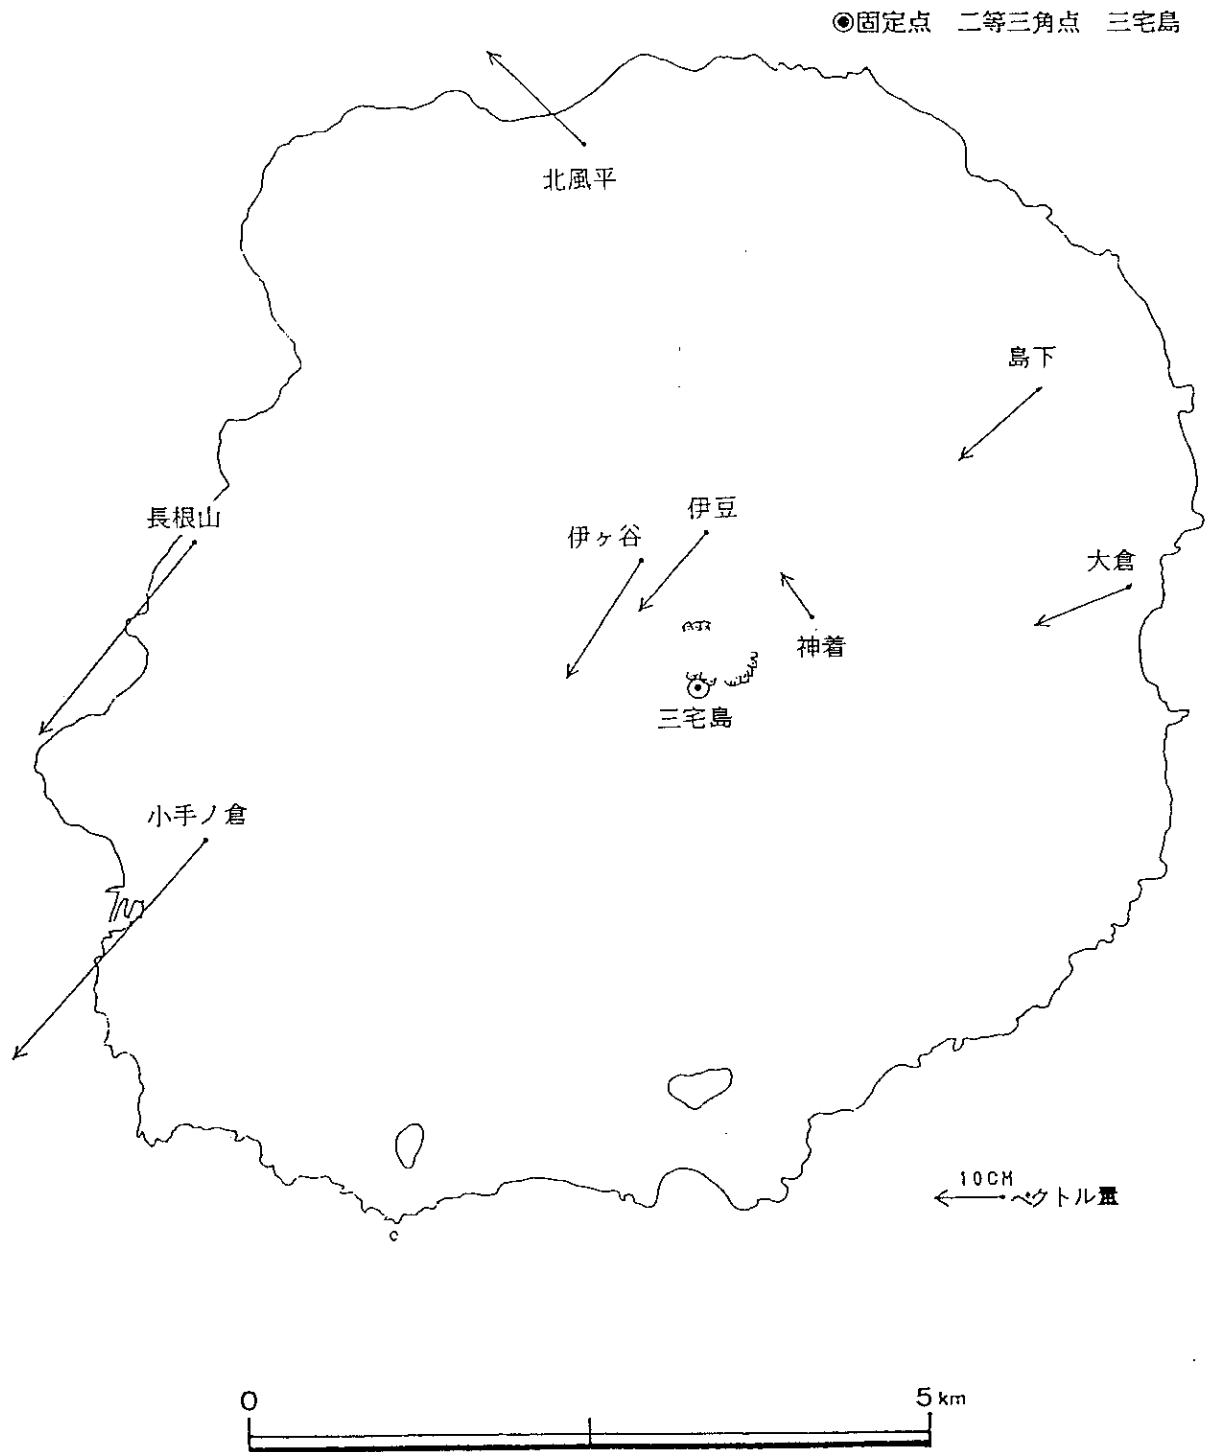 ◉固定点　二等三角点　三宅島
北風平
島下
長根山
伊ヶ谷
伊豆
大倉
神着
三宅島
小手ノ倉
10CM
ベクトル量
0
5 km